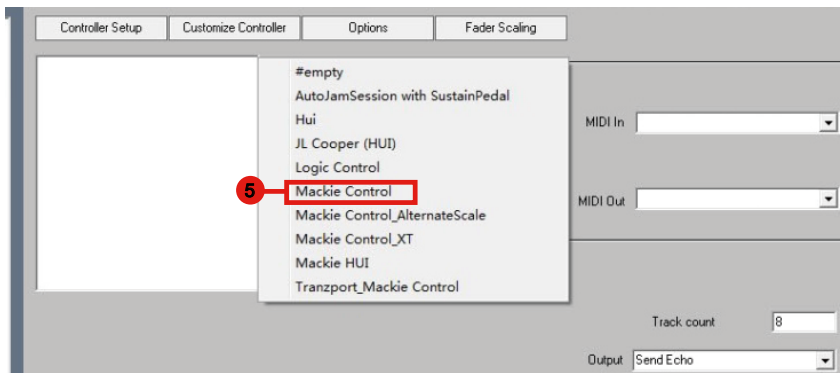 Controller Setup
Customize Controller
Options
Fader Scaling
#empty
AutoJamSession with SustainPedal
Hui
JL Cooper (HUI)
Logic Control
5
Mackie Control
Mackie Control_AlternateScale
Mackie Control_XT
Mackie HUI
Tranzport_Mackie Control
MIDI In
MIDI Out
Track count
8
Output
Send Echo